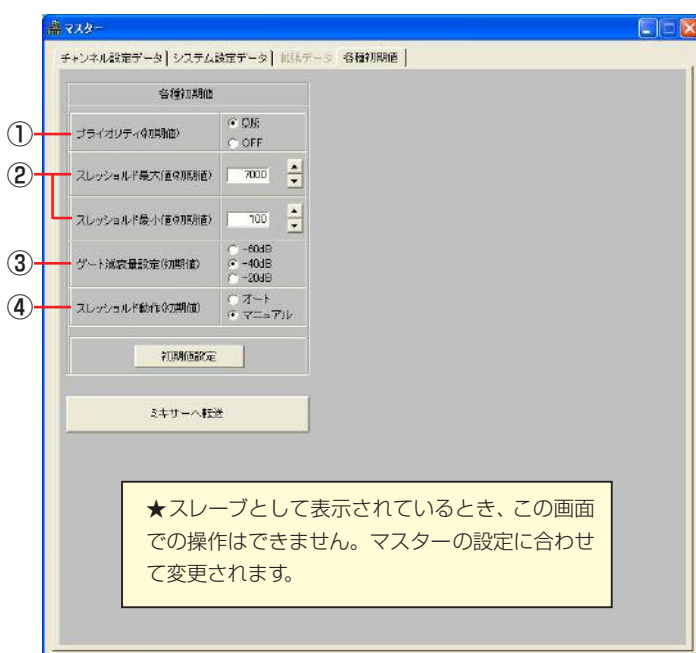 マスター
チャンネル設定データ システム設定データ 拡張データ 各種初期値
各種初期値
① プライオリティ(初期値) ON
OFF
② スレッショルド最大値(初期値) 7000
スレッショルド最小値(初期値) 100
-60dB
③ ゲート減衰量設定(初期値) -40dB
-20dB
④ スレッショルド動作(初期値) オート
マニュアル
初期値設定
ミキサーへ転送
★スレーブとして表示されているとき、この画面
での操作はできません。マスターの設定に合わせ
て変更されます。